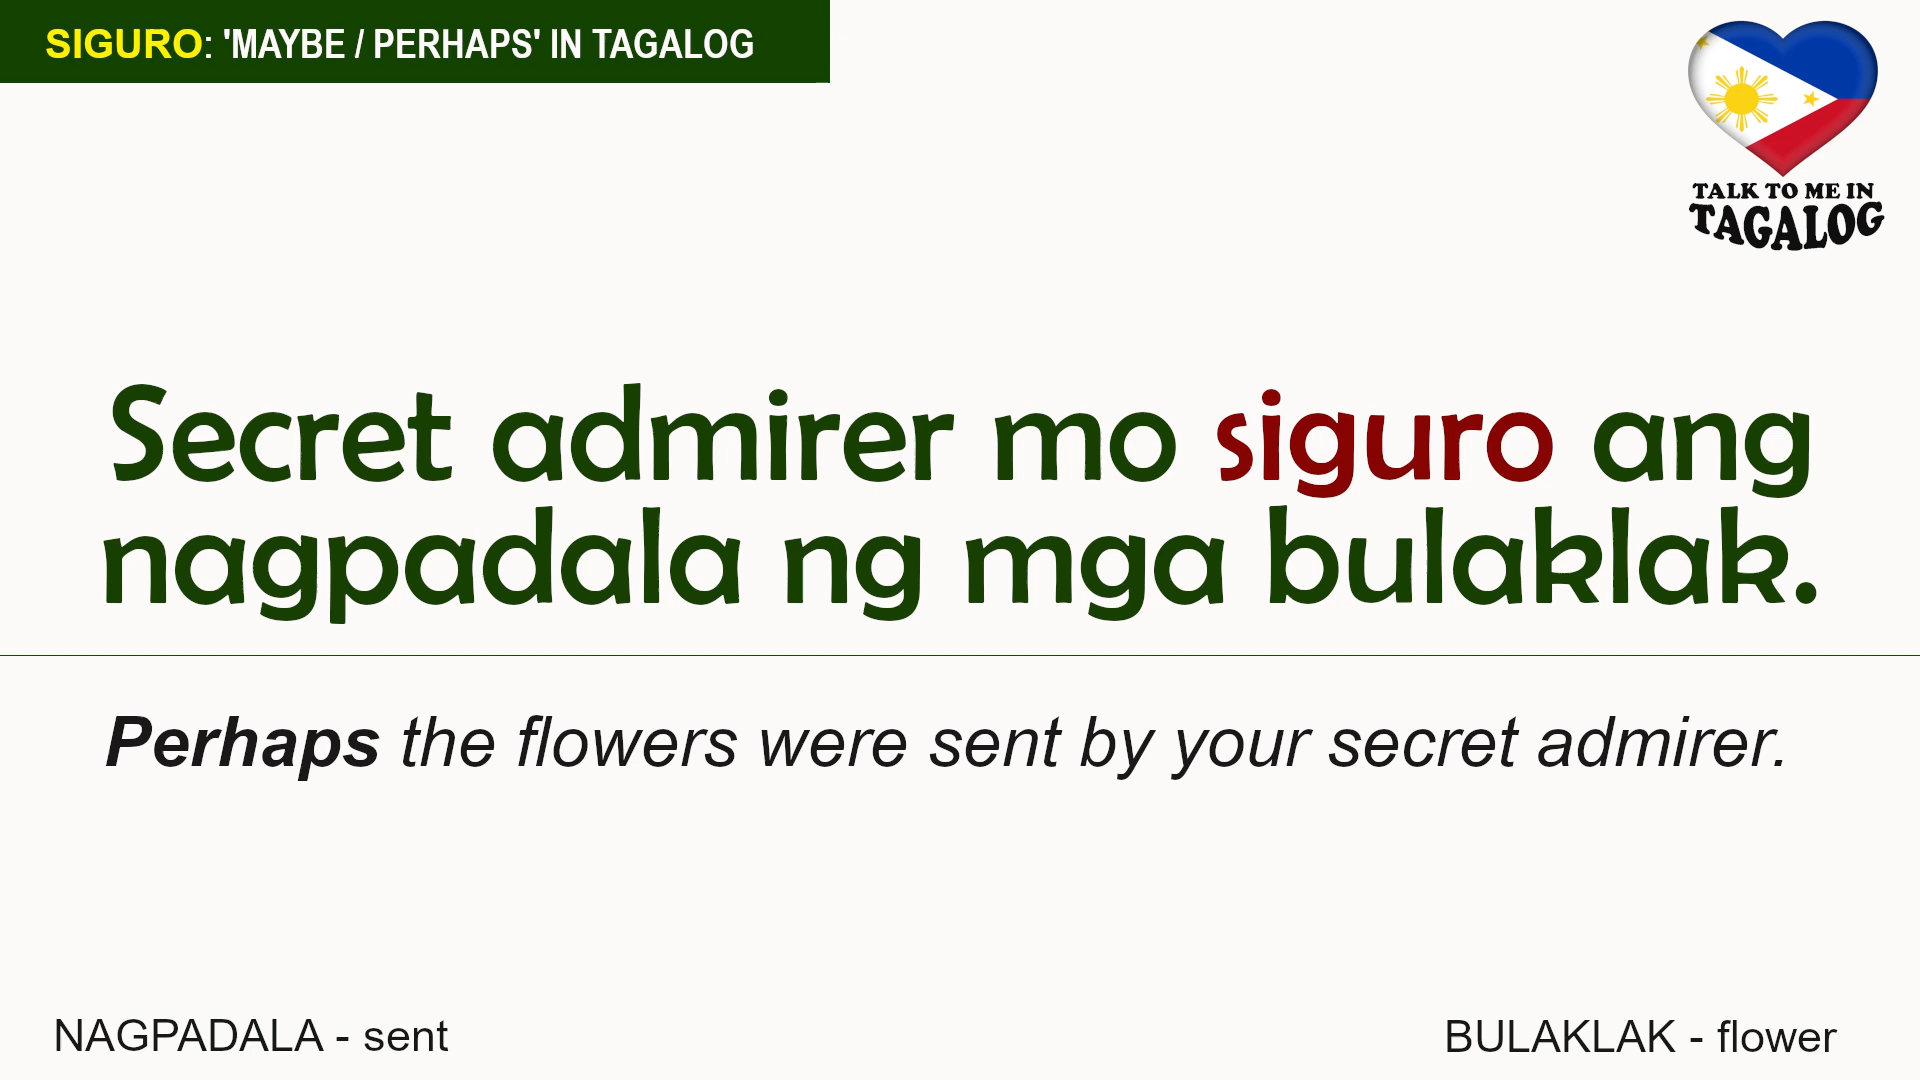 SIGURO: 'MAYBE / PERHAPS' IN TAGALOG
TALK TO ME IN
TAGALOG
Secret admirer mo siguro ang
nagpadala ng mga bulaklak.
Perhaps the flowers were sent by your secret admirer.
NAGPADALA - sent
BULAKLAK - flower